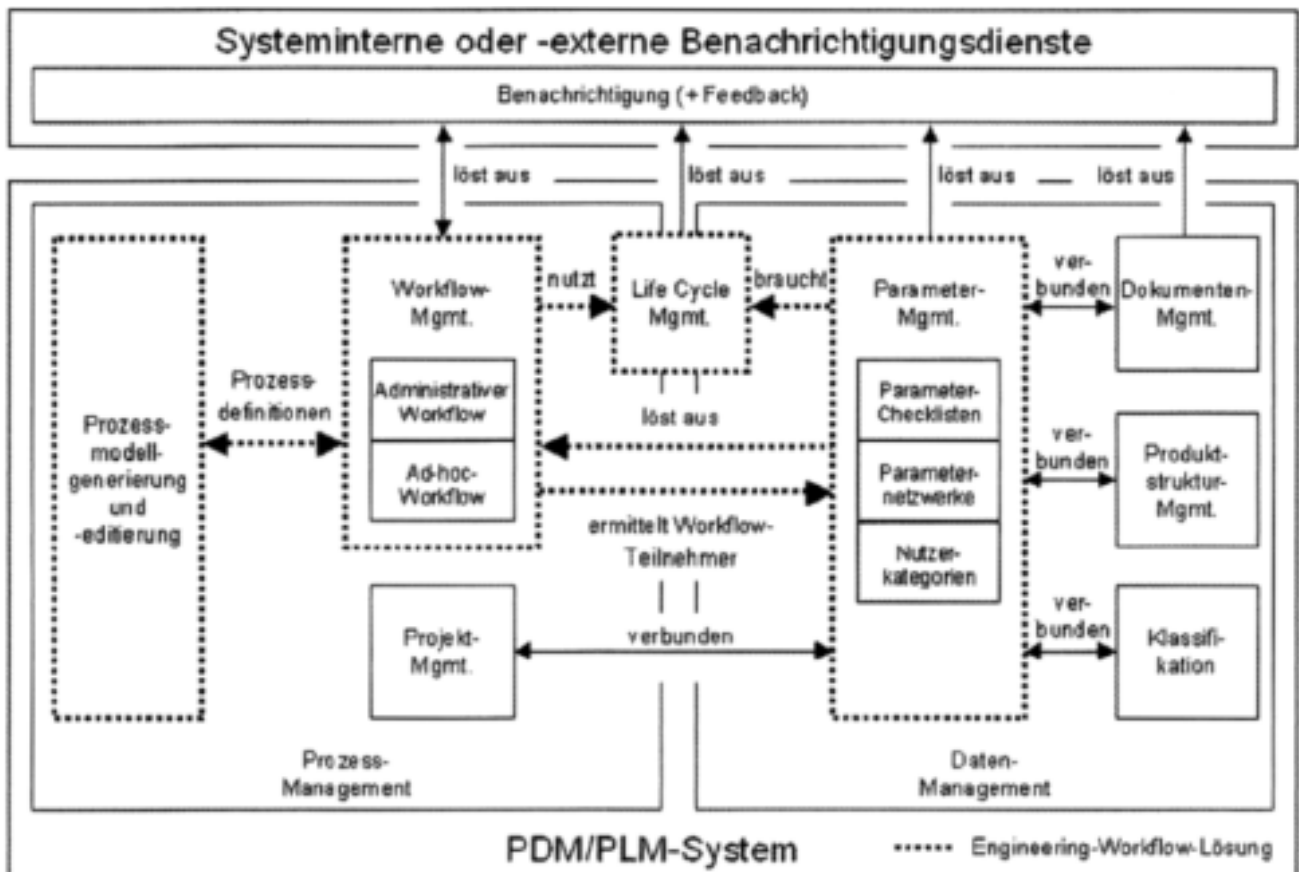 Systeminterne oder -externe Benachrichtigungsdienste
Benachrichtigung (+ Feedback)
löst aus
löst aus
löst aus
löst aus
Prozess-
modell-
generierung
und
-editierung
Prozess-
definitionen
Workflow-
Mgmt.
Administrativer
Workflow
Ad-hoc-
Workflow
nutzt
Life Cycle
Mgmt.
braucht
löst aus
ermittelt Workflow-
Teilnehmer
Parameter-
Mgmt.
Parameter-
Checklisten
Parameter-
netzwerke
Nutzer-
kategorien
ver-
bunden
Dokumenten-
Mgmt.
ver-
bunden
Produkt-
struktur-
Mgmt.
ver-
bunden
Klassifi-
kation
Projekt-
Mgmt.
verbunden
Prozess-
Management
Daten-
Management
PDM/PLM-System
Engineering-Workflow-Lösung